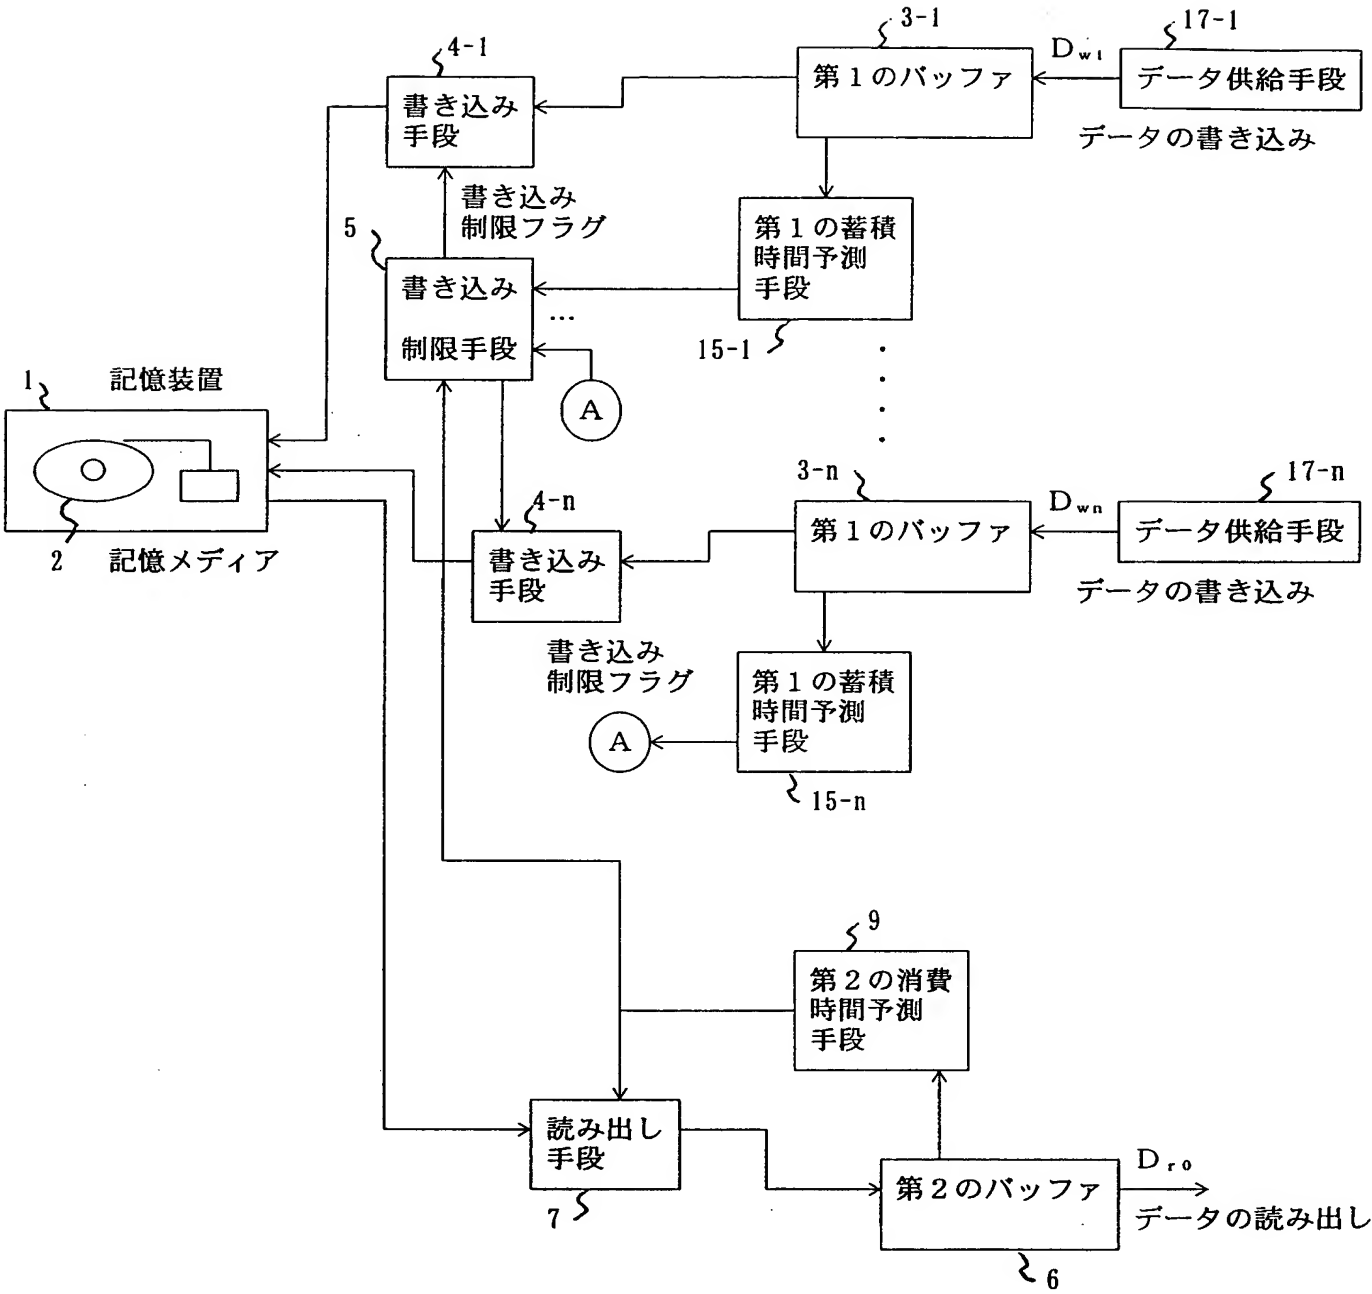 3-1
17-1
4-1
Dw1
第1のバッファ
データ供給手段
書き込み
手段
データの書き込み
書き込み
制限フラグ
5
第1の蓄積
時間予測
手段
書き込み
...
制限手段
15-1
1
記憶装置
A
3-n
17-n
4-n
Dwn
第1のバッファ
データ供給手段
2
記憶メディア
書き込み
手段
データの書き込み
書き込み
制限フラグ
第1の蓄積
時間予測
手段
A
15-n
9
第2の消費
時間予測
手段
読み出し
手段
Dr0
第2のバッファ
7
データの読み出し
6